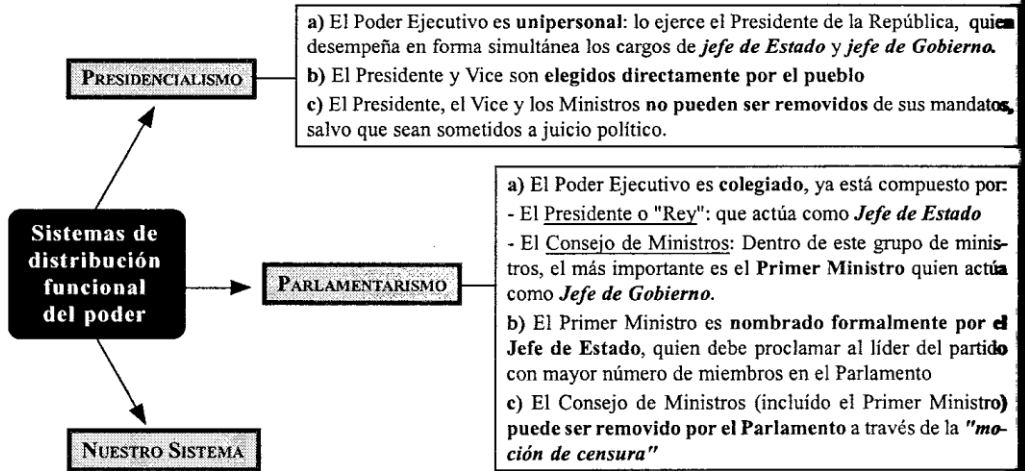 Sistemas de
distribución
funcional
del poder
PRESIDENCIALISMO
a) El Poder Ejecutivo es unipersonal: lo ejerce el Presidente de la República, quien
desempeña en forma simultánea los cargos de jefe de Estado y jefe de Gobierno.
b) El Presidente y Vice son elegidos directamente por el pueblo
c) El Presidente, el Vice y los Ministros no pueden ser removidos de sus mandatos,
salvo que sean sometidos a juicio político.
PARLAMENTARISMO
a) El Poder Ejecutivo es colegiado, ya está compuesto por:
- El Presidente o "Rey": que actúa como Jefe de Estado
- El Consejo de Ministros: Dentro de este grupo de minis-
tros, el más importante es el Primer Ministro quien actúa
como Jefe de Gobierno.
b) El Primer Ministro es nombrado formalmente por el
Jefe de Estado, quien debe proclamar al líder del partido
con mayor número de miembros en el Parlamento
c) El Consejo de Ministros (incluído el Primer Ministro)
puede ser removido por el Parlamento a través de la "mo-
ción de censura"
NUESTRO SISTEMA